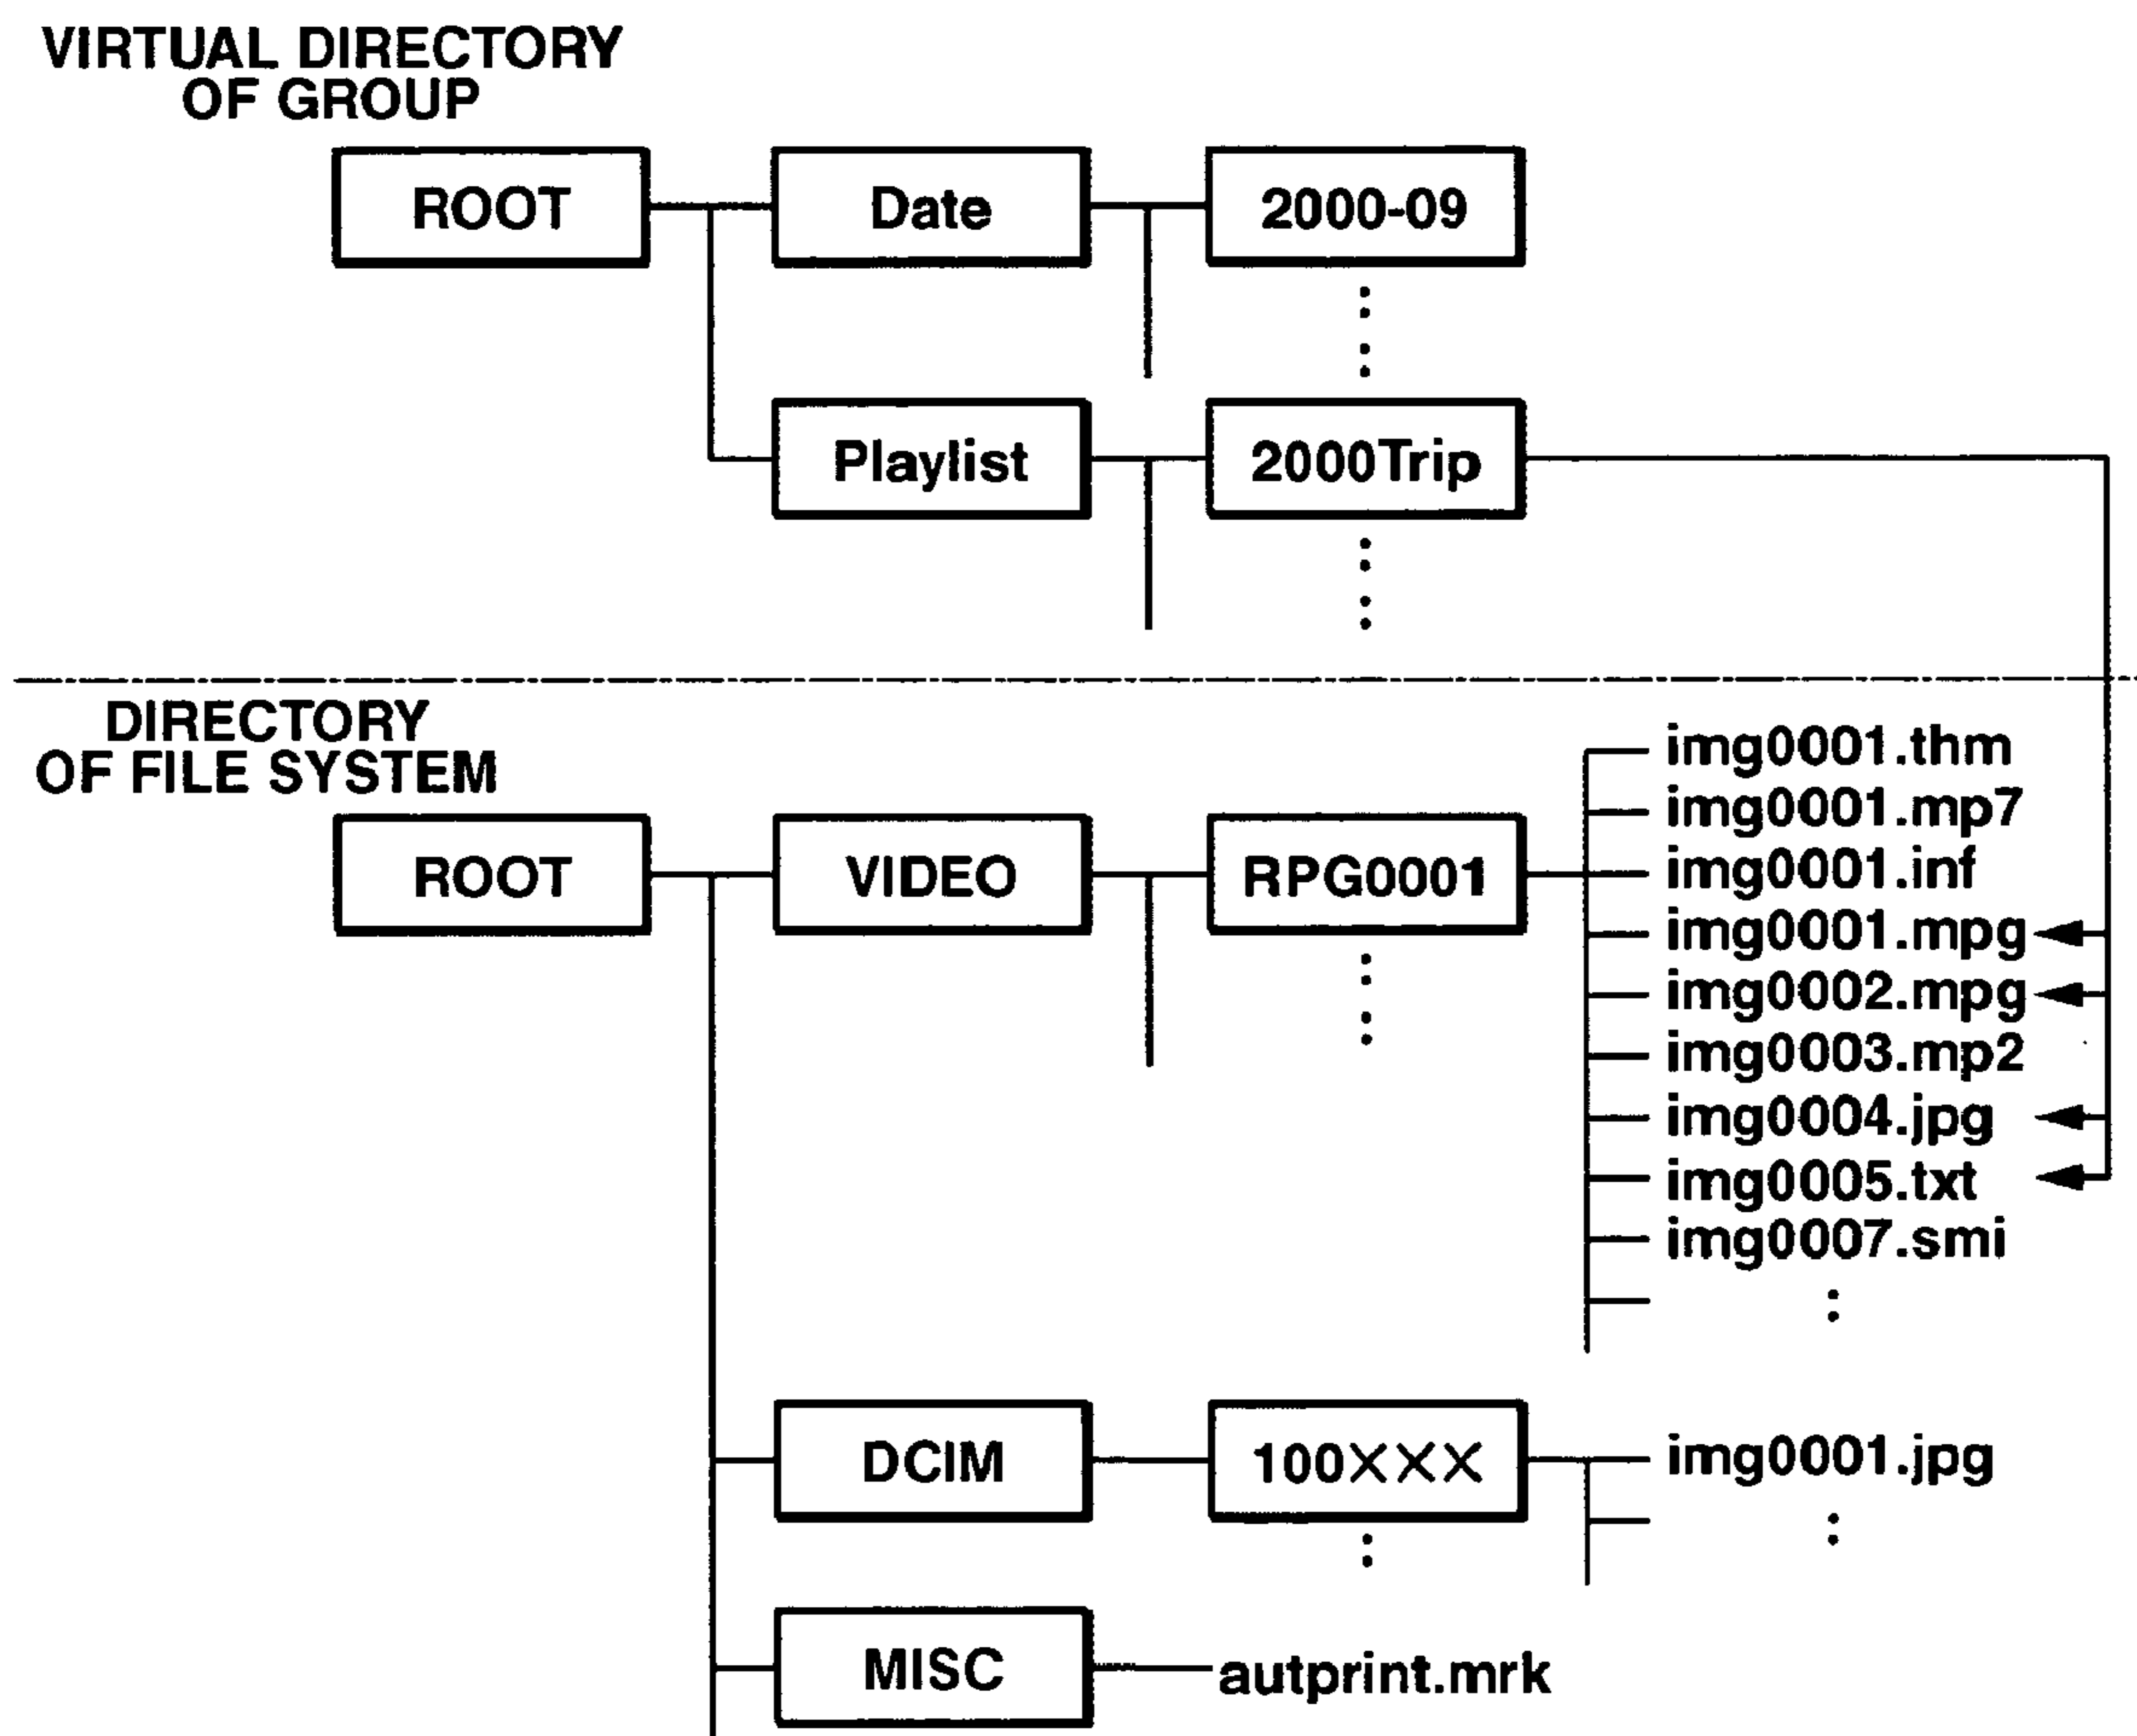 VIRTUAL DIRECTORY
OF GROUP
ROOT
Date
2000-09
Playlist
2000Trip
DIRECTORY
OF FILE SYSTEM
img0001.thm
img0001.mp7
img0001.inf
ROOT
VIDEO
RPG0001
img0001.mpg
img0002.mpg
img0003.mp2
img0004.jpg
img0005.txt
img0007.smi
DCIM
100XXX
img0001.jpg
MISC
autprint.mrk